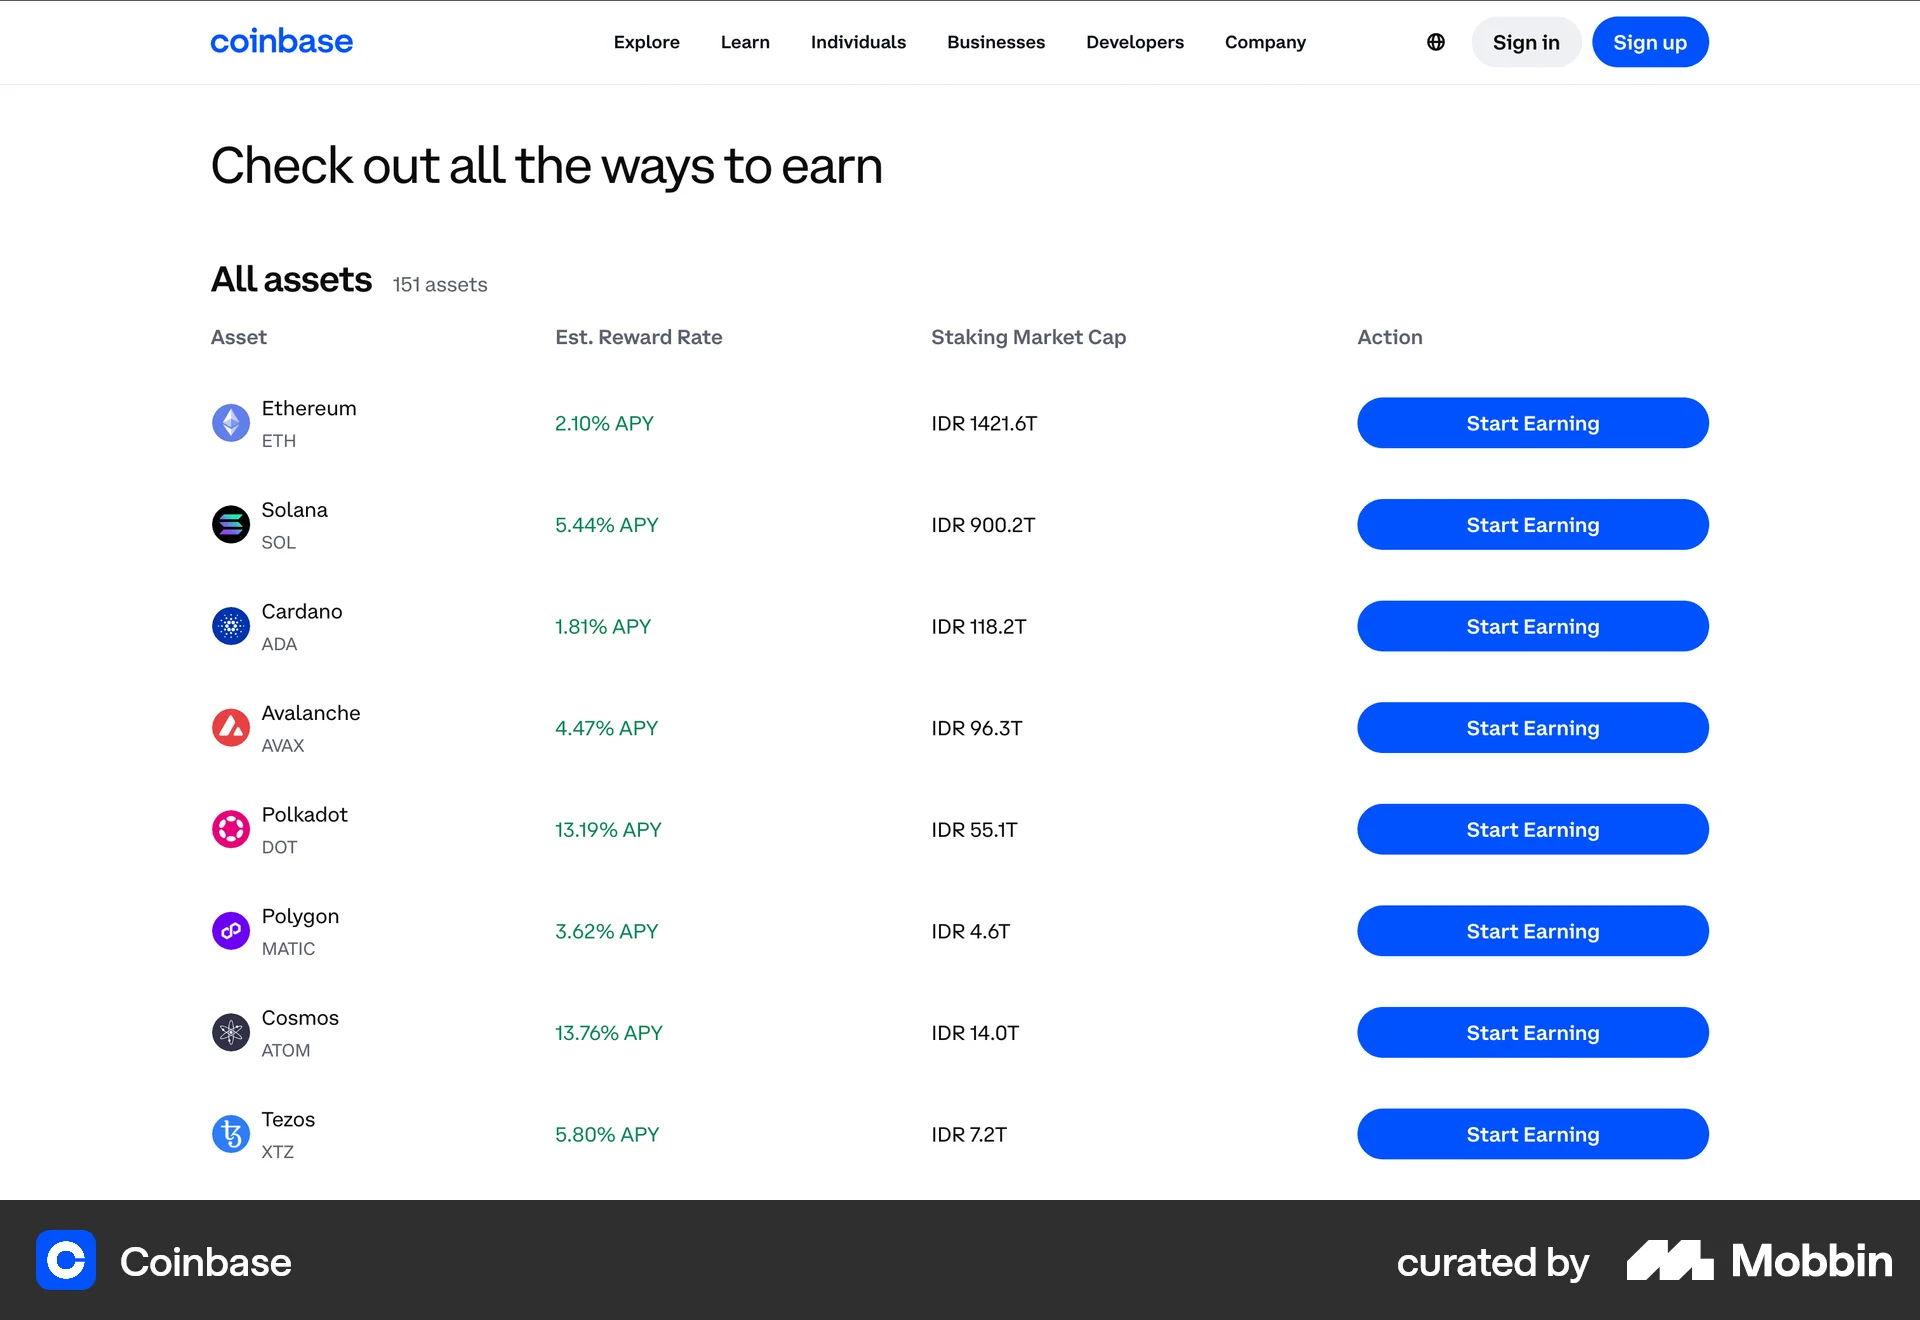 coinbase Explore Learn Individuals Businesses Developers Company Sign in Sign up
Check out all the ways to earn
All assets 151 assets
Asset Est. Reward Rate Staking Market Cap Action
Ethereum
ETH
2.10% APY IDR 1421.6T Start Earning
Solana
SOL
5.44% APY IDR 900.2T Start Earning
Cardano
ADA
1.81% APY IDR 118.2T Start Earning
Avalanche
AVAX
4.47% APY IDR 96.3T Start Earning
Polkadot
DOT
13.19% APY IDR 55.1T Start Earning
Polygon
MATIC
3.62% APY IDR 4.6T Start Earning
Cosmos
ATOM
13.76% APY IDR 14.0T Start Earning
Tezos
XTZ
5.80% APY IDR 7.2T Start Earning
Coinbase curated by Mobbin